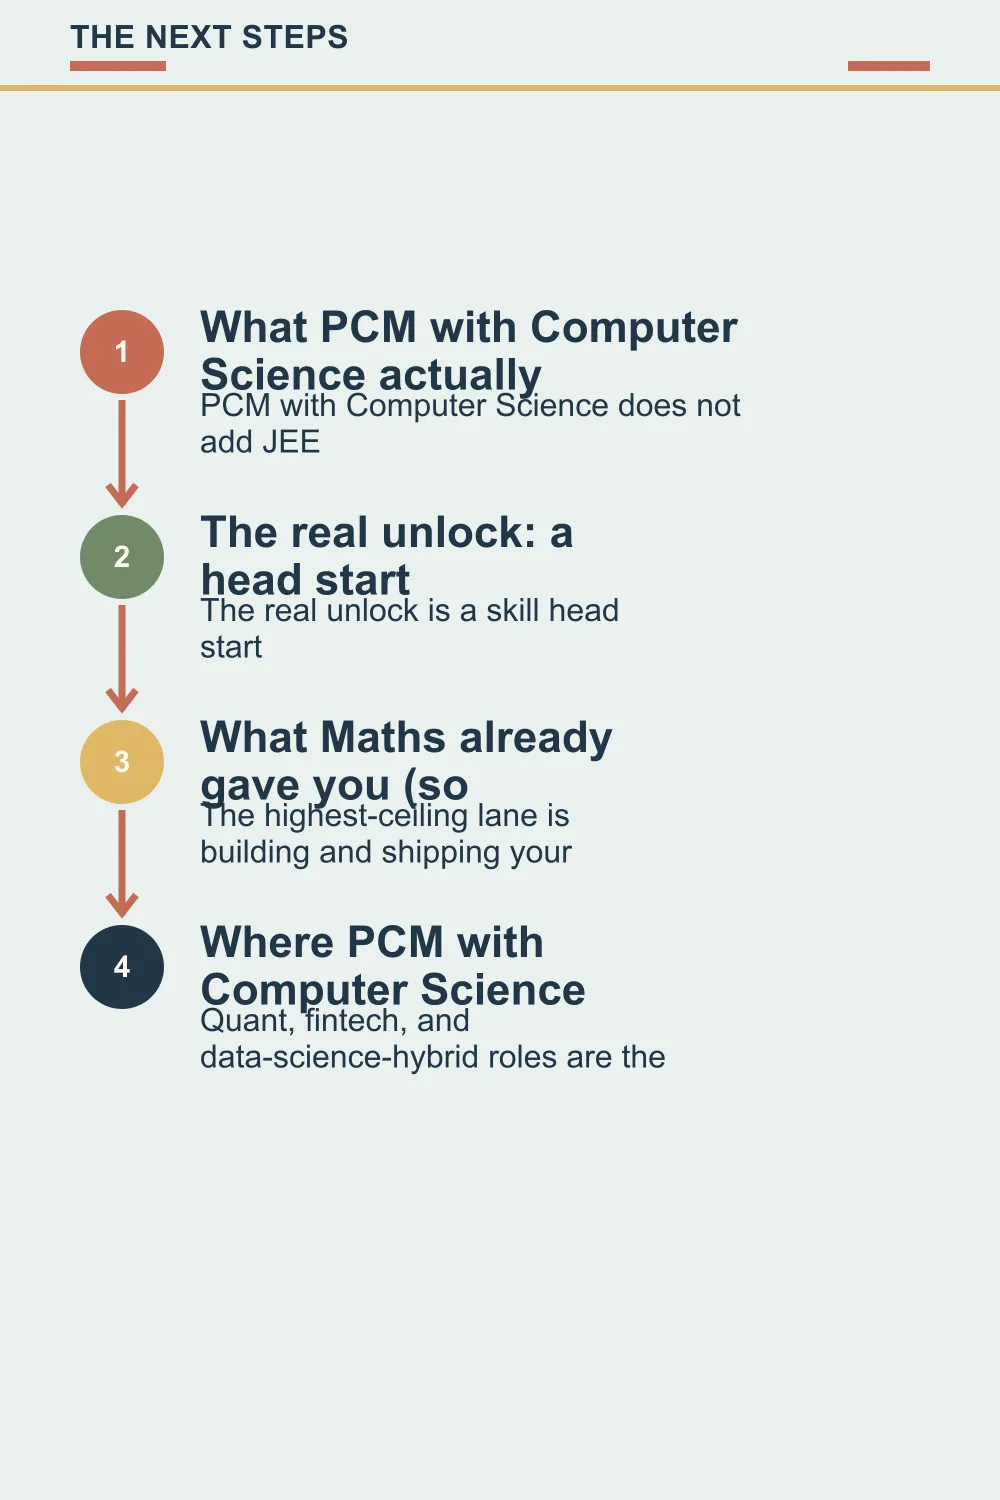 THE NEXT STEPS
1
What PCM with Computer
Science actually
PCM with Computer Science does not
add JEE
2
The real unlock: a
head start
The real unlock is a skill head
start
3
What Maths already
gave you (so
The highest-ceiling lane is
building and shipping your
4
Where PCM with
Computer Science
Quant, fintech, and
data-science-hybrid roles are the